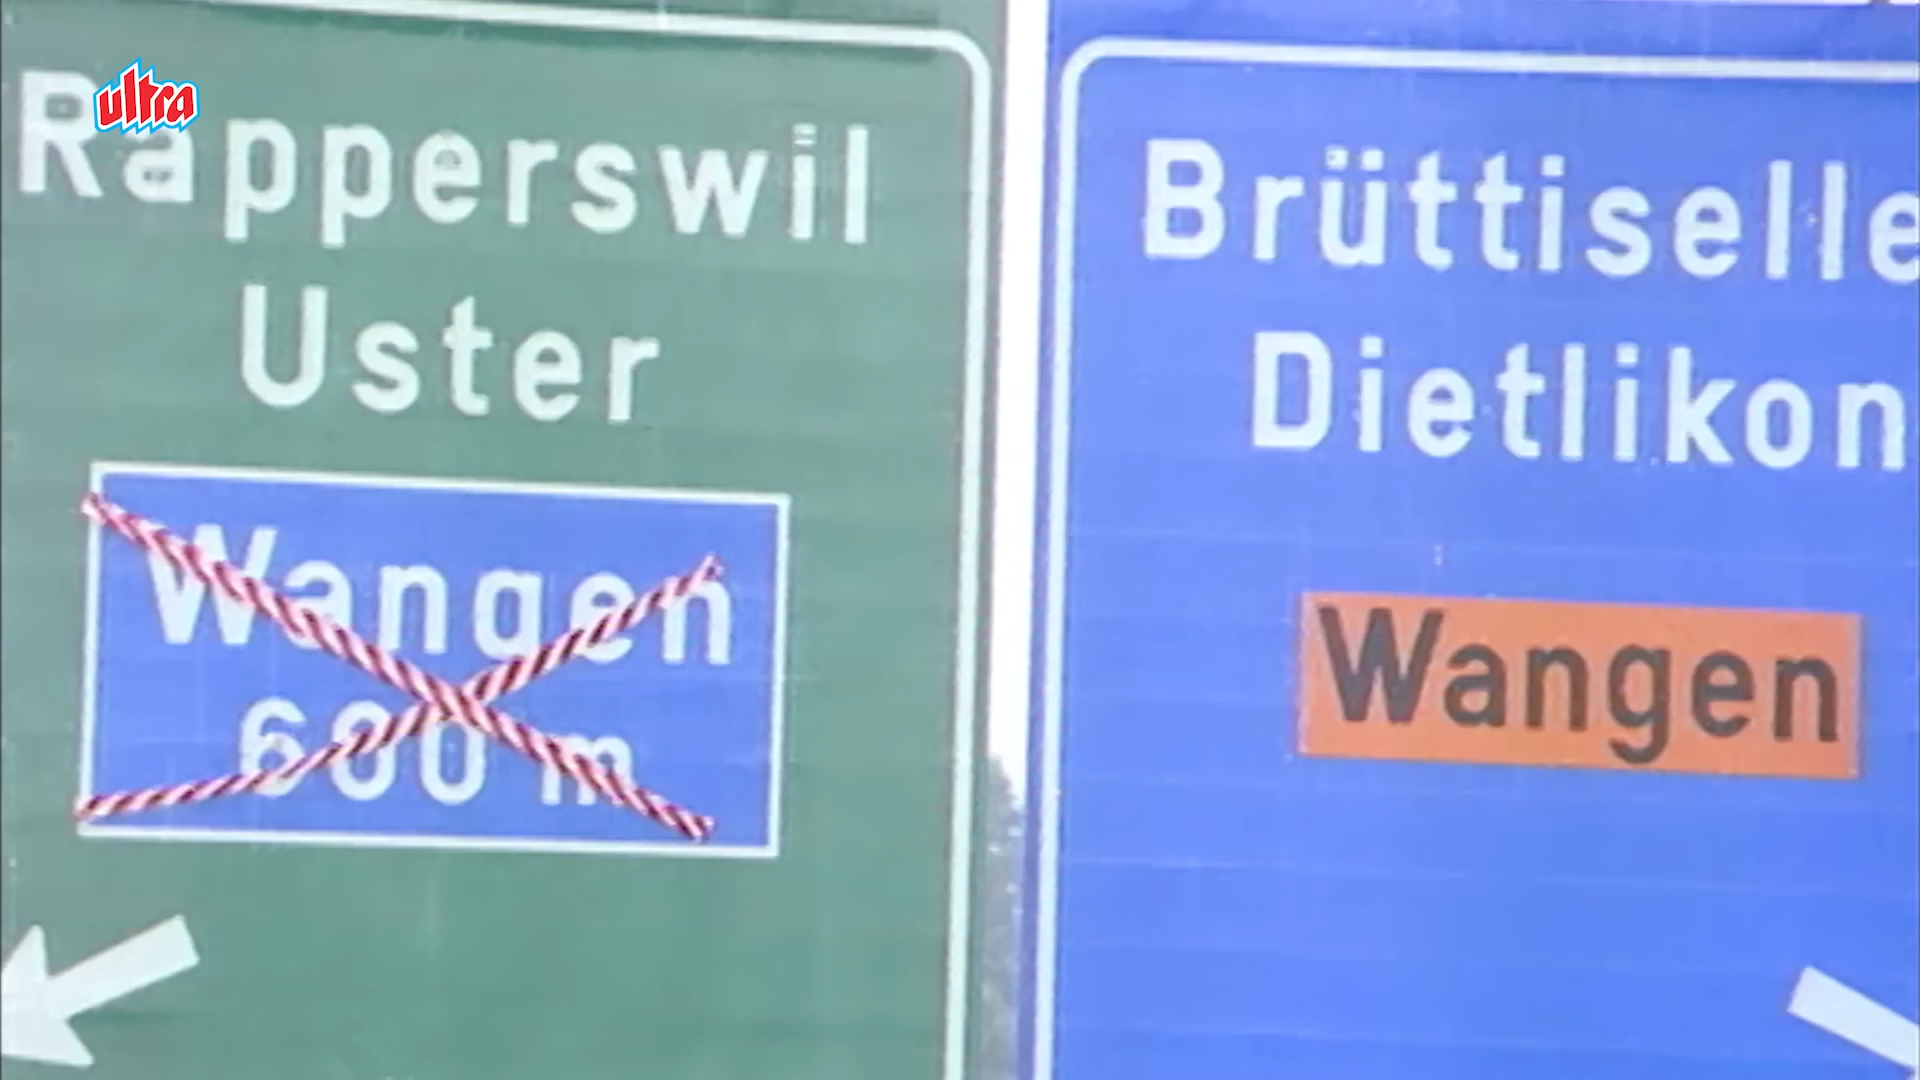 ultra
Rapperswil
Uster
Wangen
600 m
Brüttiselle
Dietlikon
Wangen